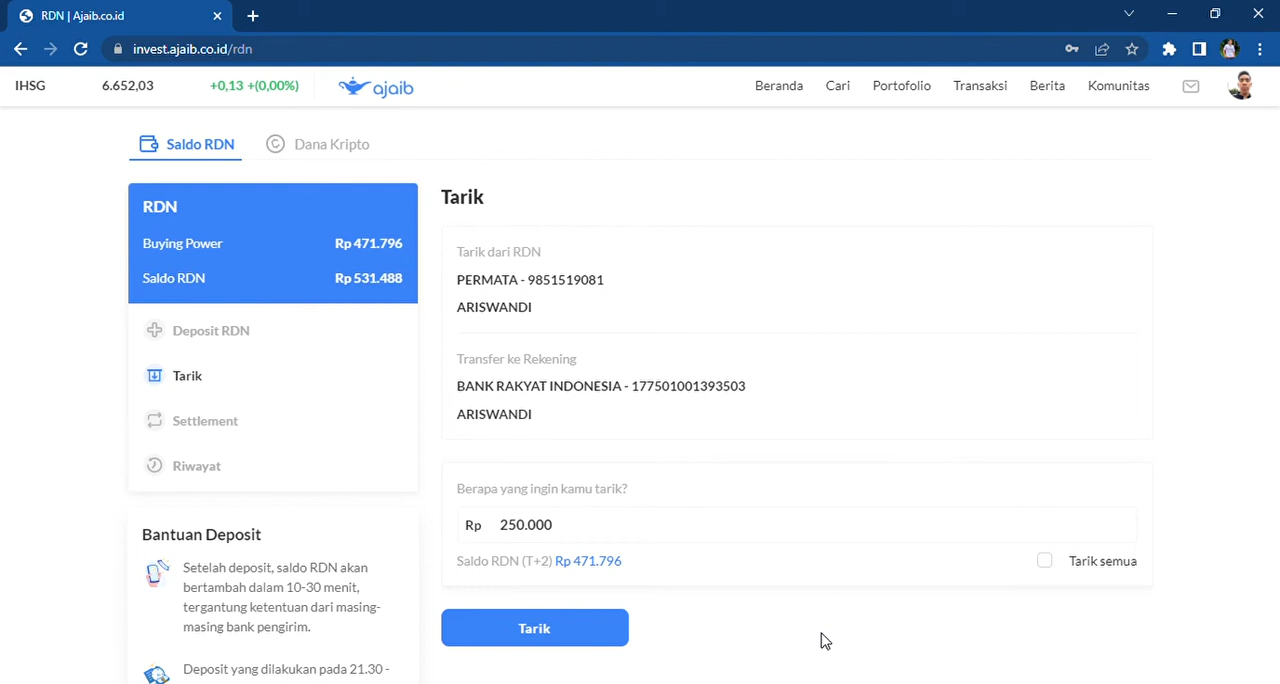 RDN | Ajaib.co.id
invest.ajaib.co.id/rdn
IHSG 6.652,03 +0,13 +(0,00%) ajaib Beranda Cari Portofolio Transaksi Berita Komunitas
Saldo RDN Dana Kripto
RDN
Buying Power Rp 471.796
Saldo RDN Rp 531.488
Deposit RDN
Tarik
Settlement
Riwayat
Bantuan Deposit
Setelah deposit, saldo RDN akan
bertambah dalam 10-30 menit,
tergantung ketentuan dari masing-
masing bank pengirim.
Deposit yang dilakukan pada 21.30 -
Tarik
Tarik dari RDN
PERMATA - 9851519081
ARISWANDI
Transfer ke Rekening
BANK RAKYAT INDONESIA - 177501001393503
ARISWANDI
Berapa yang ingin kamu tarik?
Rp 250.000
Saldo RDN (T+2) Rp 471.796 Tarik semua
Tarik